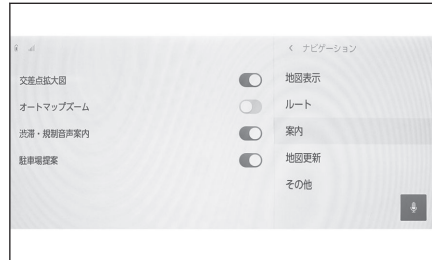 交差点拡大図
オートマップズーム
渋滞・規制音声案内
駐車場提案
< ナビゲーション
地図表示
ルート
案内
地図更新
その他